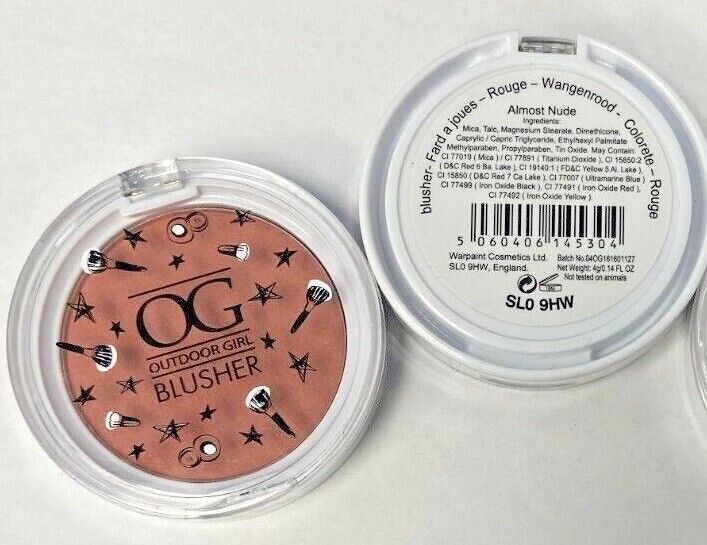 OG
OUTDOOR GIRL
BLUSHER
blusher- Fard a joues – Rouge – Wangenrood - Colorete – Rouge
Almost Nude
Ingredients:
Mica, Talc, Magnesium Stearate, Dimethicone,
Caprylic / Capric Triglyceride, Ethylhexyl Palmitate
Methylparaben, Propylparaben, Tin Oxide. May Contain:
CI 77019 ( Mica ) / CI 77891 ( Titanium Dioxide ), CI 15850:2
( D&C Red 6 Ba. Lake ), CI 19140:1 ( FD&C Yellow 5 Al. Lake ),
CI 15850 ( D&C Red 7 Ca Lake ), CI 77007 ( Ultramarine Blue )
CI 77499 ( Iron Oxide Black ), CI 77491 ( Iron Oxide Red ),
CI 77492 ( Iron Oxide Yellow ).
5 060406 145304
Warpaint Cosmetics Ltd.
SL0 9HW, England.
Batch No.04OG161601127
Net Weight: 4g/0.14 FL OZ
Not tested on animals
SL0 9HW